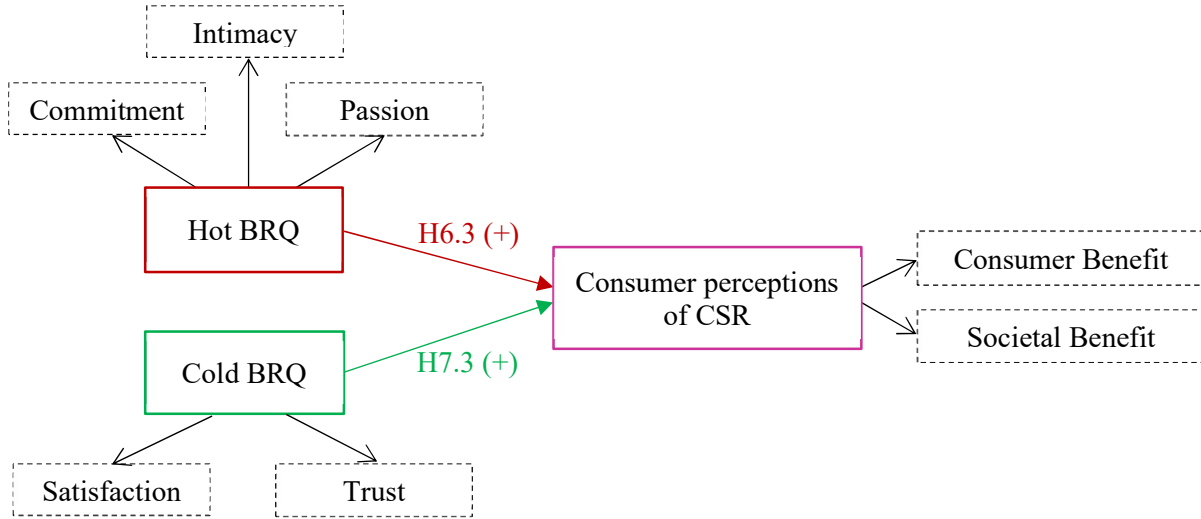 Intimacy
Commitment
Passion
Hot BRQ
H6.3 (+)
Consumer perceptions
of CSR
Consumer Benefit
Societal Benefit
H7.3 (+)
Cold BRQ
Satisfaction
Trust